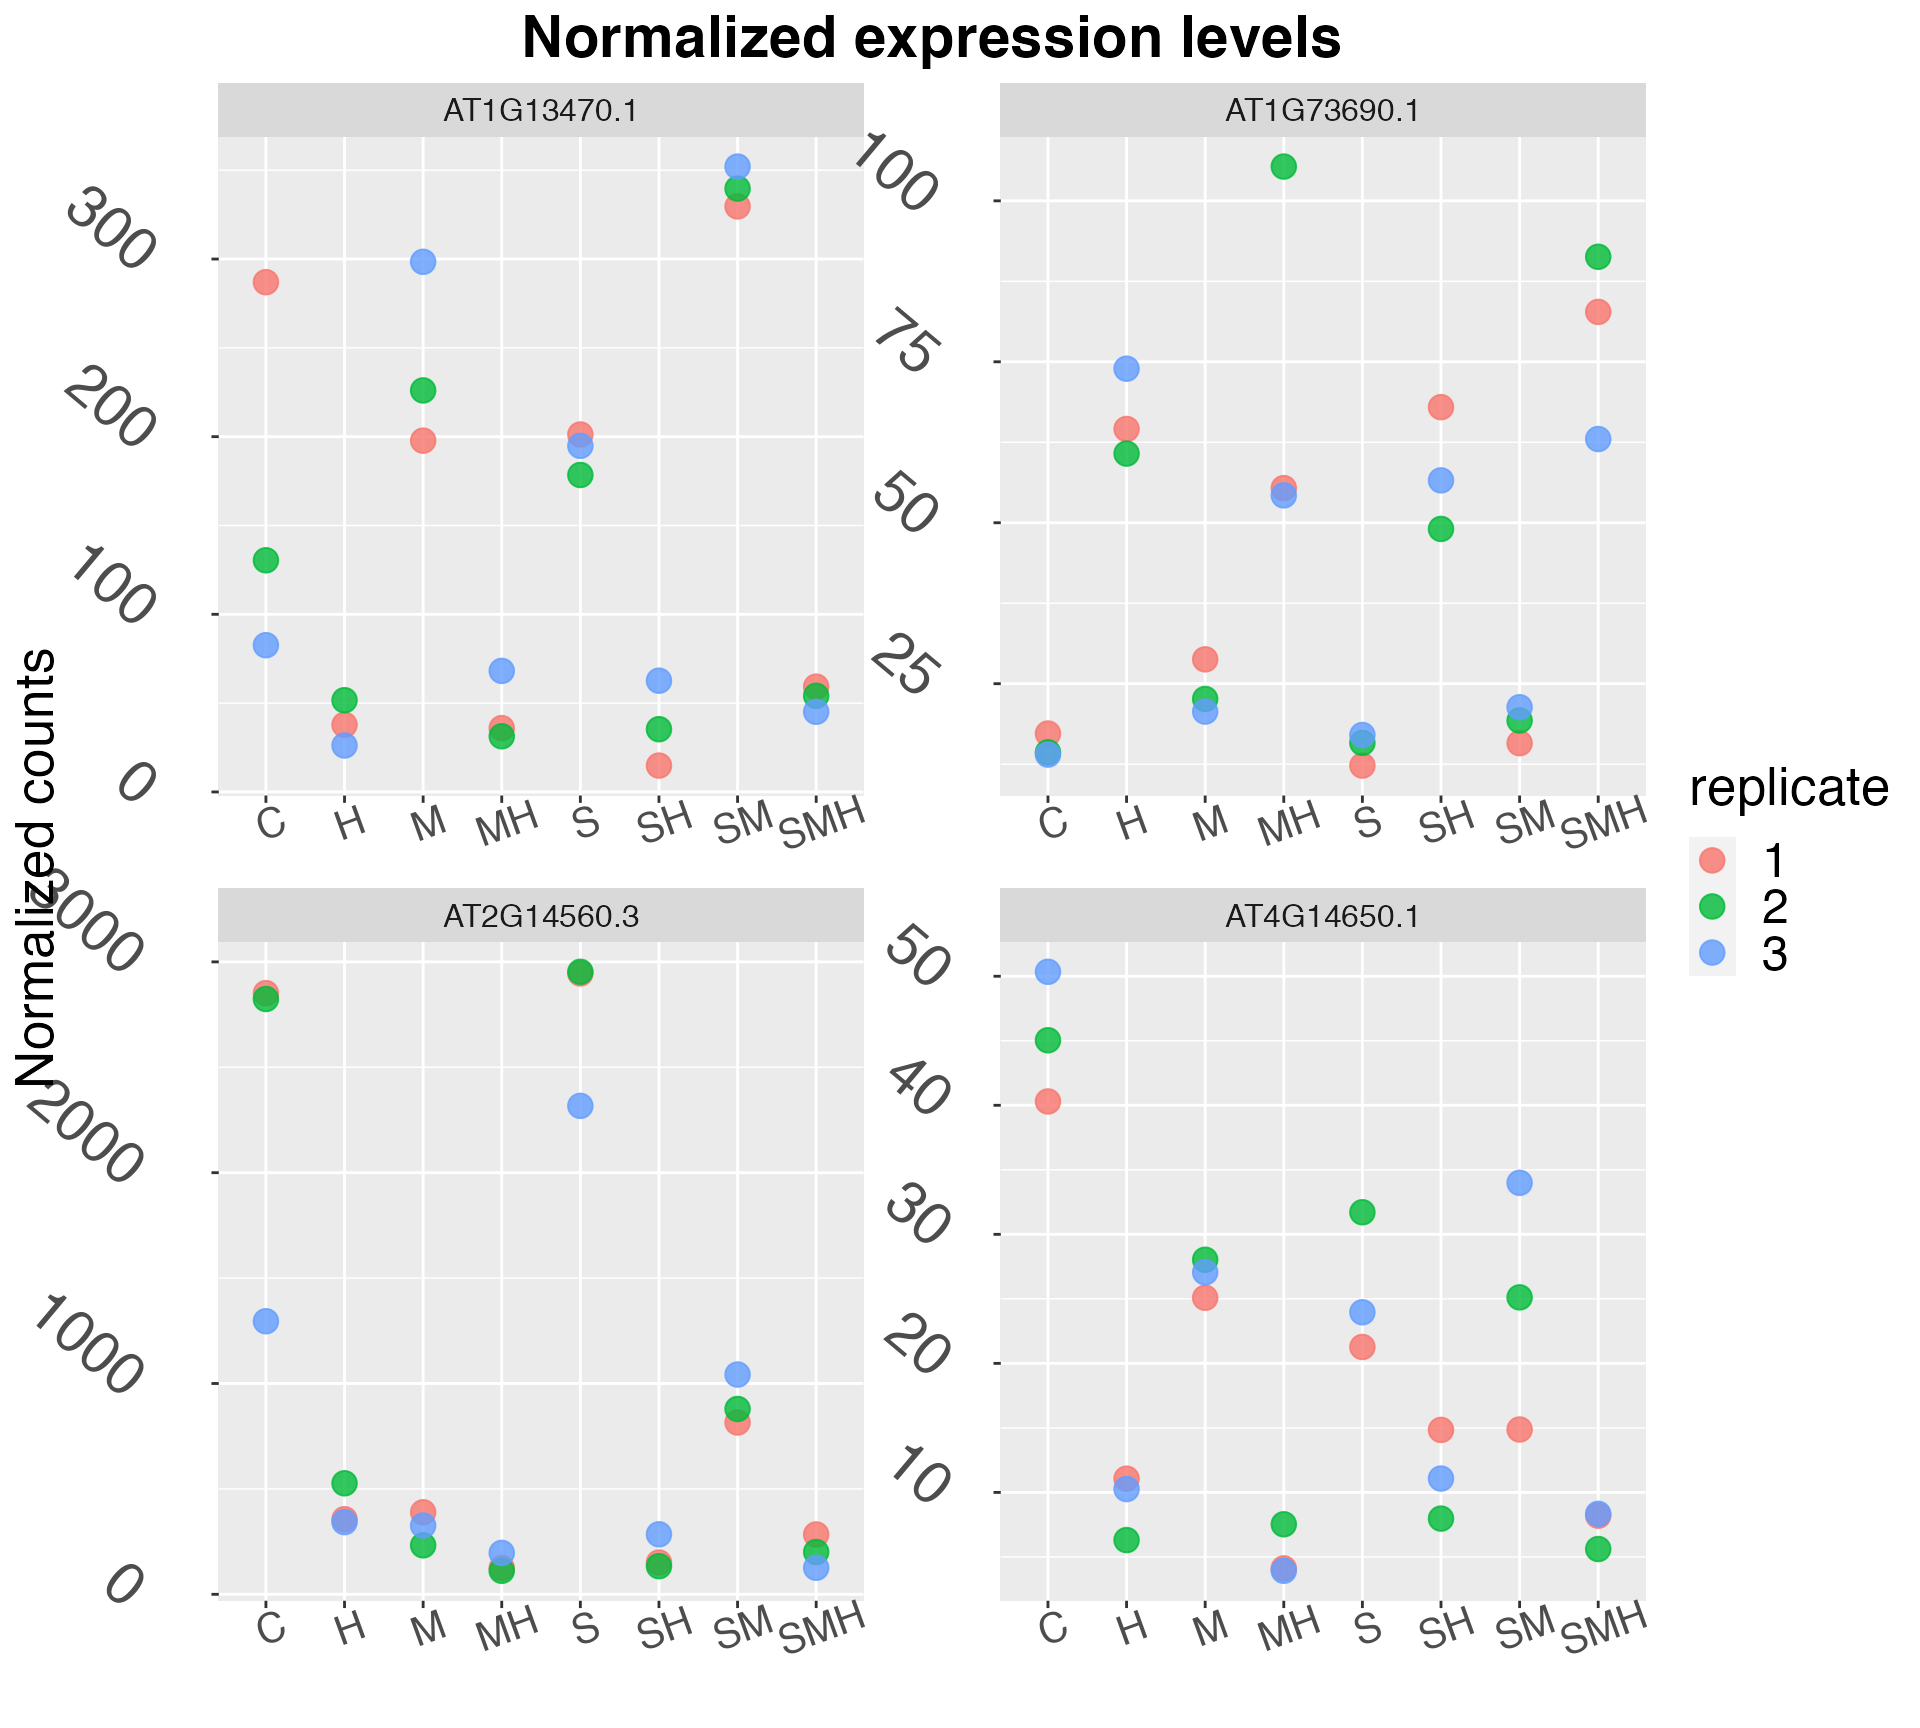 Normalized expression levels
AT1G13470.1
AT1G73690.1
300
200
100
0
C H M MH S SH SM SMH
100
75
50
25
C H M MH S SH SM SMH
Normalized counts
AT2G14560.3
AT4G14650.1
3000
2000
1000
0
C H M MH S SH SM SMH
50
40
30
20
10
C H M MH S SH SM SMH
replicate
1
2
3